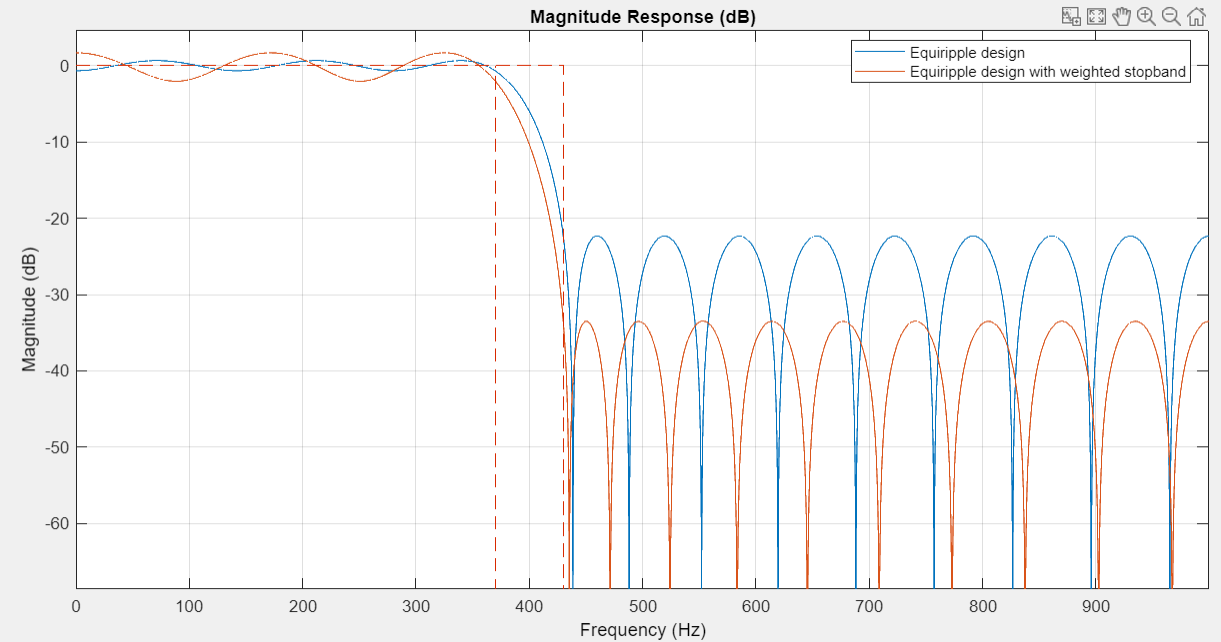 Magnitude Response (dB)
Equiripple design
Equiripple design with weighted stopband
Magnitude (dB)
0
-10
-20
-30
-40
-50
-60
0 100 200 300 400 500 600 700 800 900
Frequency (Hz)